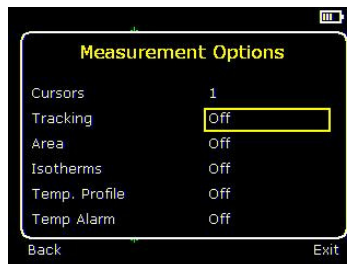 Measurement Options
Cursors 1
Tracking Off
Area Off
Isotherms Off
Temp. Profile Off
Temp Alarm Off
Back Exit